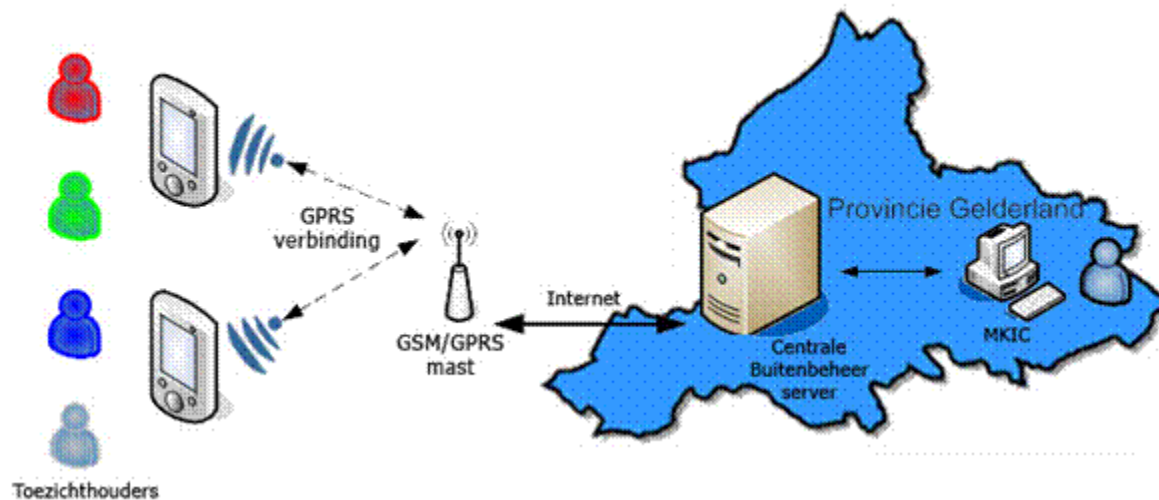 GPRS
verbinding
GSM/GPRS
mast
Internet
Provincie Gelderland
Centrale
Buitenbeheer
server
MKIC
Toezichthouders